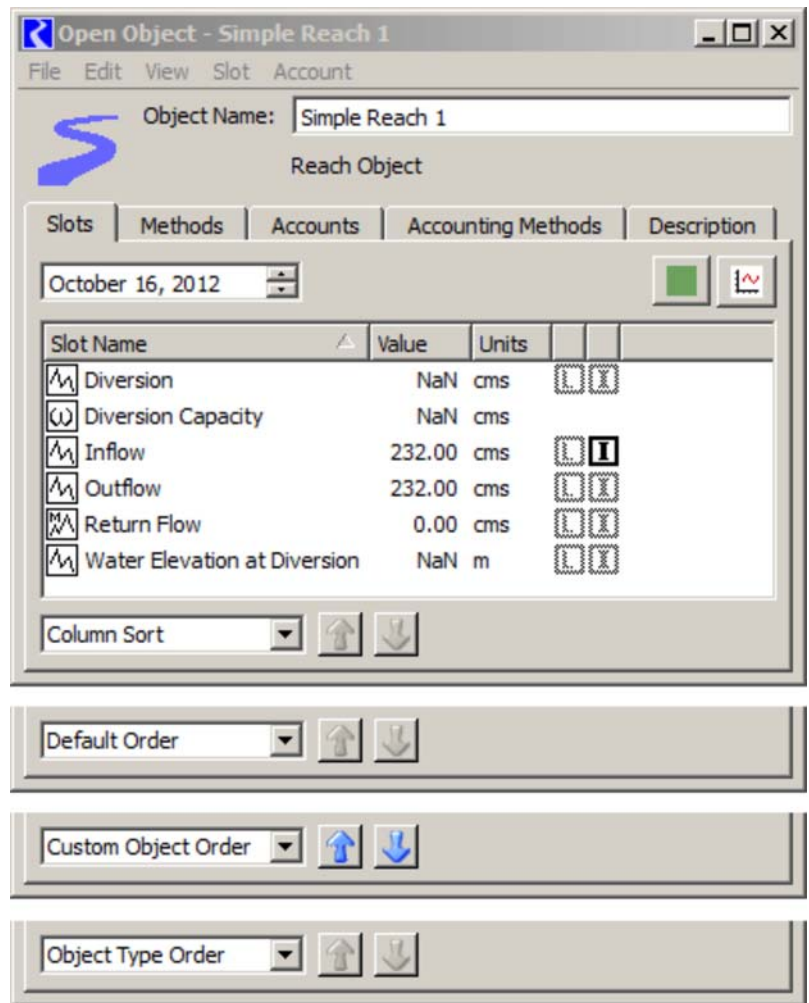 Open Object - Simple Reach 1
File Edit View Slot Account
Object Name: Simple Reach 1
Reach Object
Slots Methods Accounts Accounting Methods Description
October 16, 2012
Slot Name Value Units
Diversion NaN cms L I
Diversion Capacity NaN cms
Inflow 232.00 cms L I
Outflow 232.00 cms L I
Return Flow 0.00 cms L I
Water Elevation at Diversion NaN m L I
Column Sort
Default Order
Custom Object Order
Object Type Order